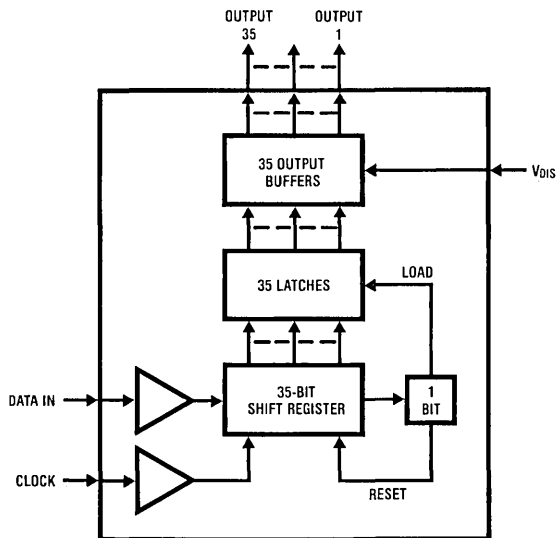 OUTPUT 35
OUTPUT 1
35 OUTPUT
BUFFERS
VDIS
35 LATCHES
LOAD
DATA IN
35-BIT
SHIFT REGISTER
1
BIT
CLOCK
RESET